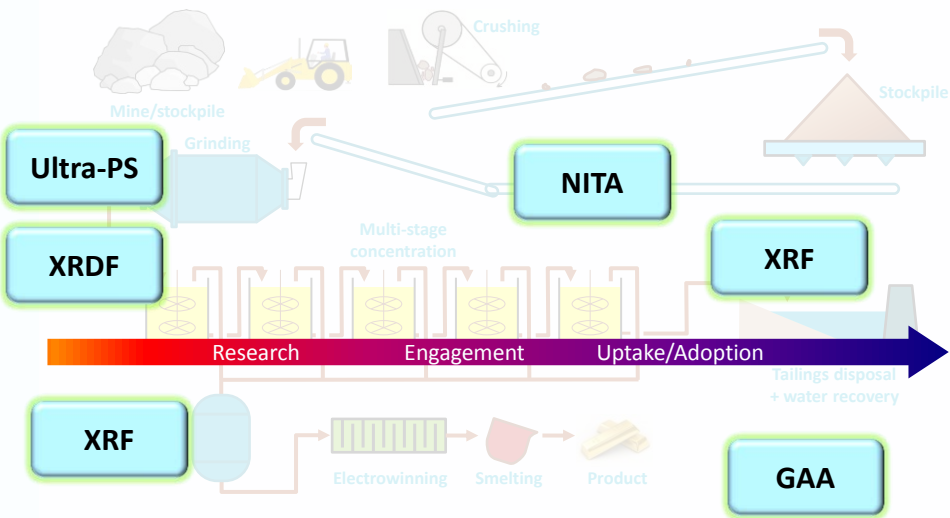 Crushing
Mine/stockpile
Stockpile
Grinding
Ultra-PS
NITA
Multi-stage
concentration
XRDF
XRF
Research
Engagement
Uptake/Adoption
Tailings disposal
+ water recovery
XRF
Electrowinning
Smelting
Product
GAA